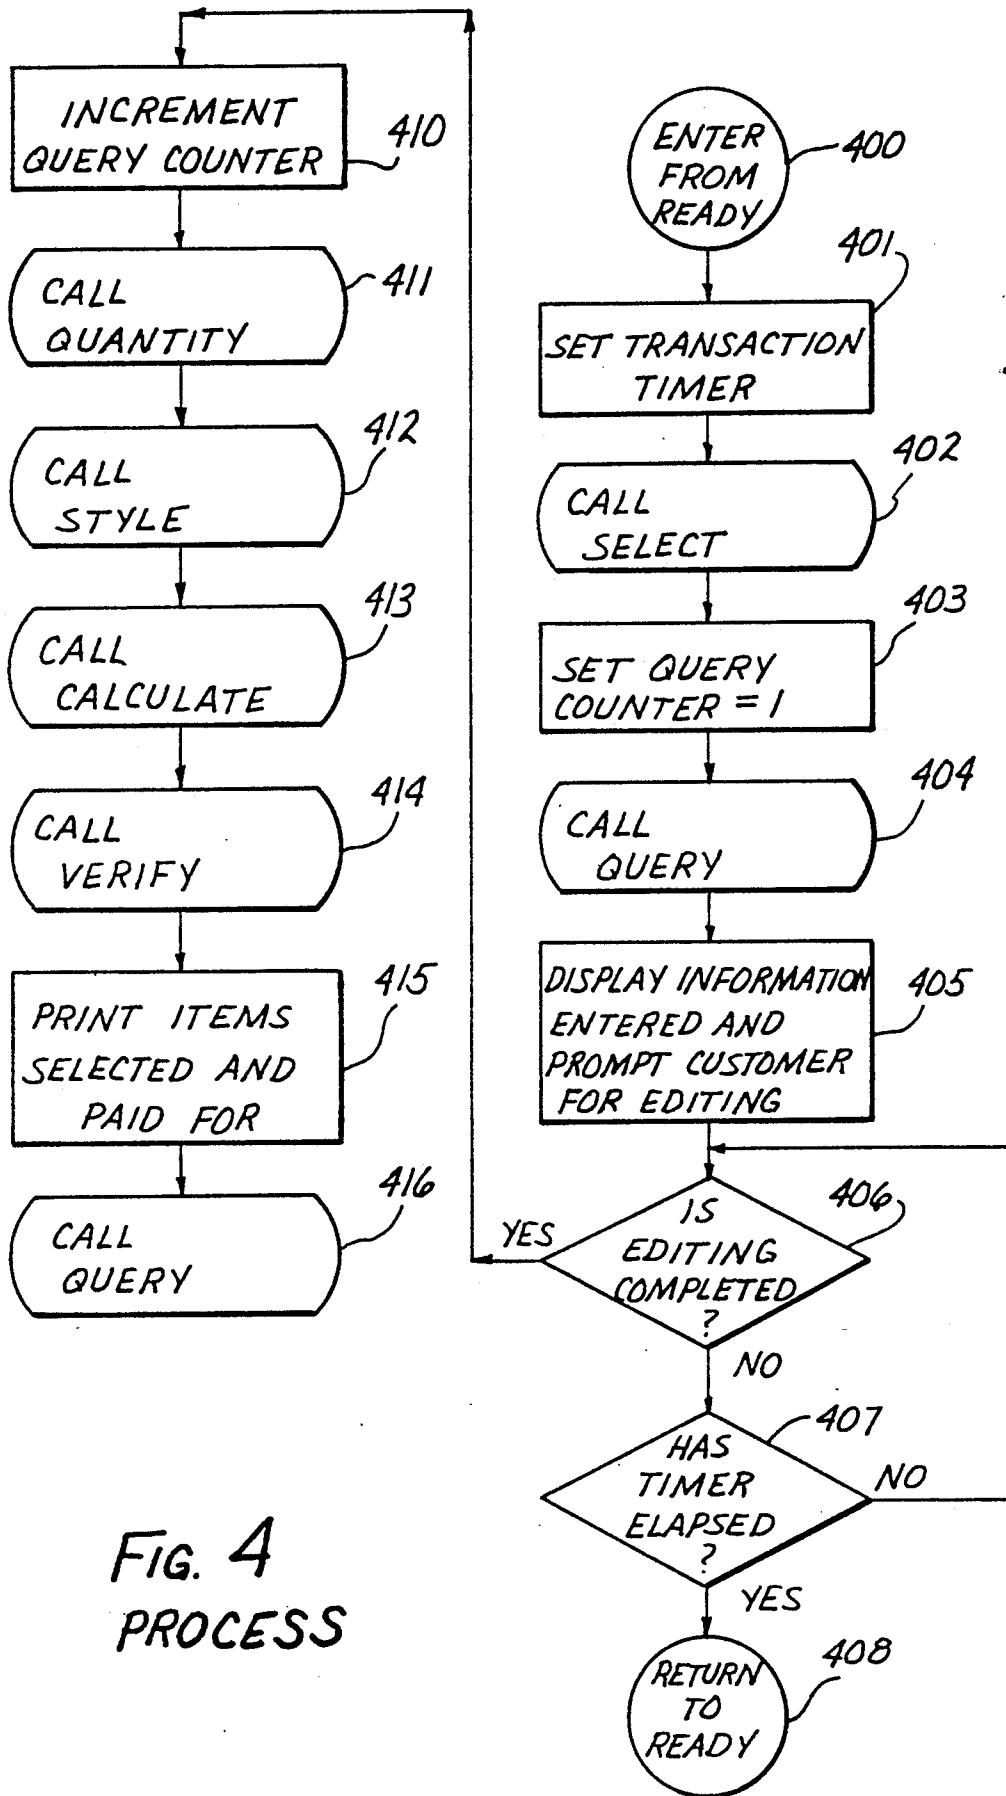 INCREMENT
QUERY COUNTER
410
CALL
QUANTITY
411
CALL
STYLE
412
CALL
CALCULATE
413
CALL
VERIFY
414
PRINT ITEMS
SELECTED AND
PAID FOR
415
CALL
QUERY
416
ENTER
FROM
READY
400
401
SET TRANSACTION
TIMER
402
CALL
SELECT
403
SET QUERY
COUNTER = 1
404
CALL
QUERY
DISPLAY INFORMATION
ENTERED AND
PROMPT CUSTOMER
FOR EDITING
405
IS
EDITING
COMPLETED
?
406
YES
NO
HAS
TIMER
ELAPSED
?
407
NO
YES
RETURN
TO
READY
408
FIG. 4
PROCESS